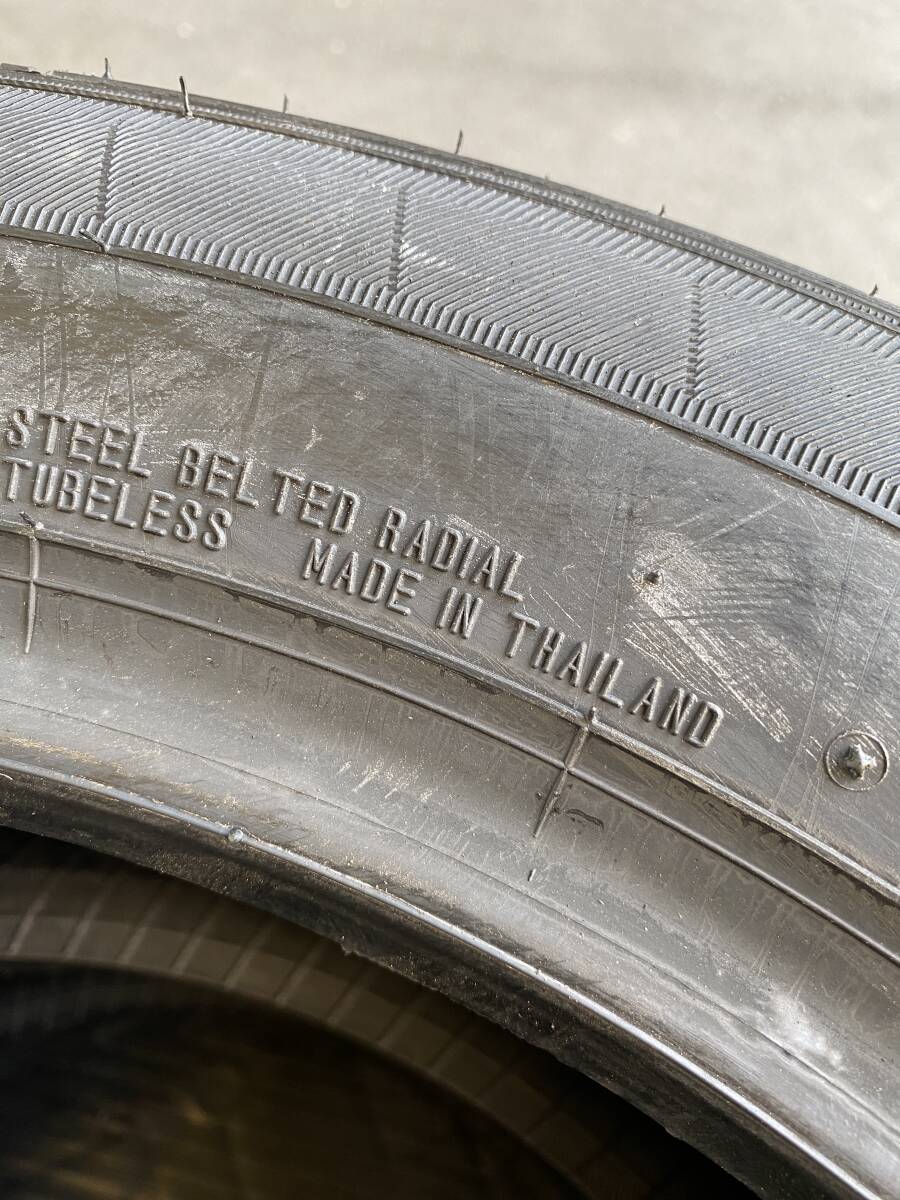 STEEL BELTED RADIAL
TUBELESS MADE IN THAILAND